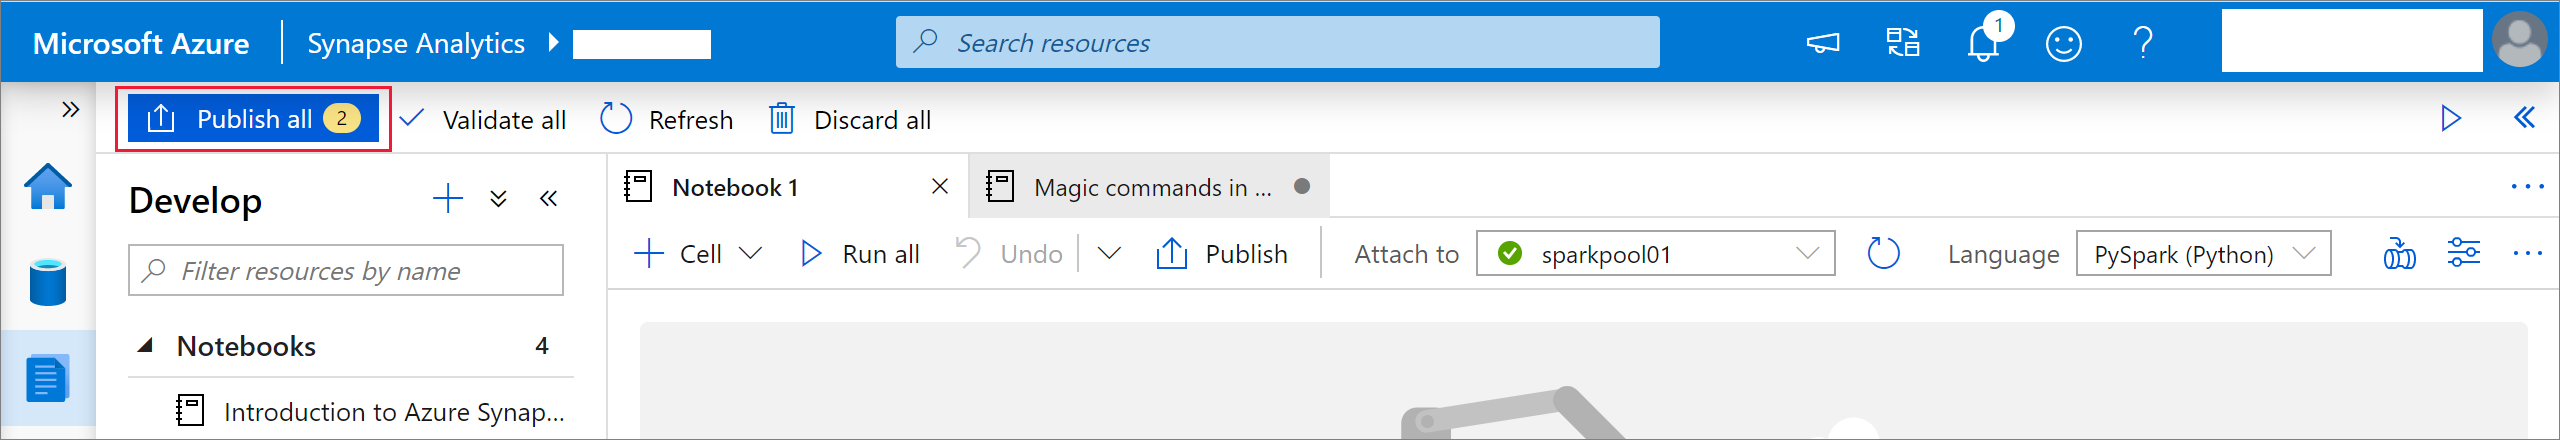 Microsoft Azure Synapse Analytics Search resources 1
Publish all 2 Validate all Refresh Discard all
Develop
Notebook 1 Magic commands in ...
Cell Run all Undo Publish Attach to sparkpool01 Language PySpark (Python)
Filter resources by name
Notebooks 4
Introduction to Azure Synap...